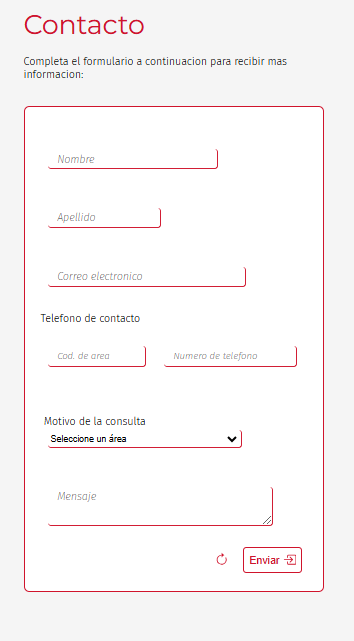 Contacto
Completa el formulario a continuacion para recibir mas
informacion:
Nombre
Apellido
Correo electronico
Telefono de contacto
Cod. de area
Numero de telefono
Motivo de la consulta
Seleccione un área
Mensaje
Enviar